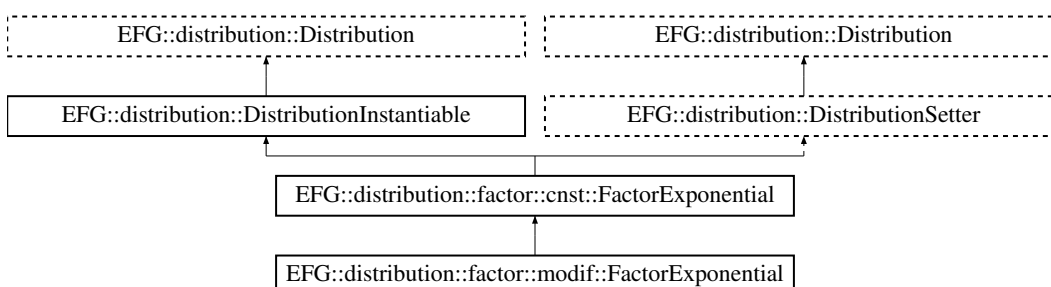 EFG::distribution::Distribution
EFG::distribution::Distribution
EFG::distribution::DistributionInstantiable
EFG::distribution::DistributionSetter
EFG::distribution::factor::cnst::FactorExponential
EFG::distribution::factor::modif::FactorExponential